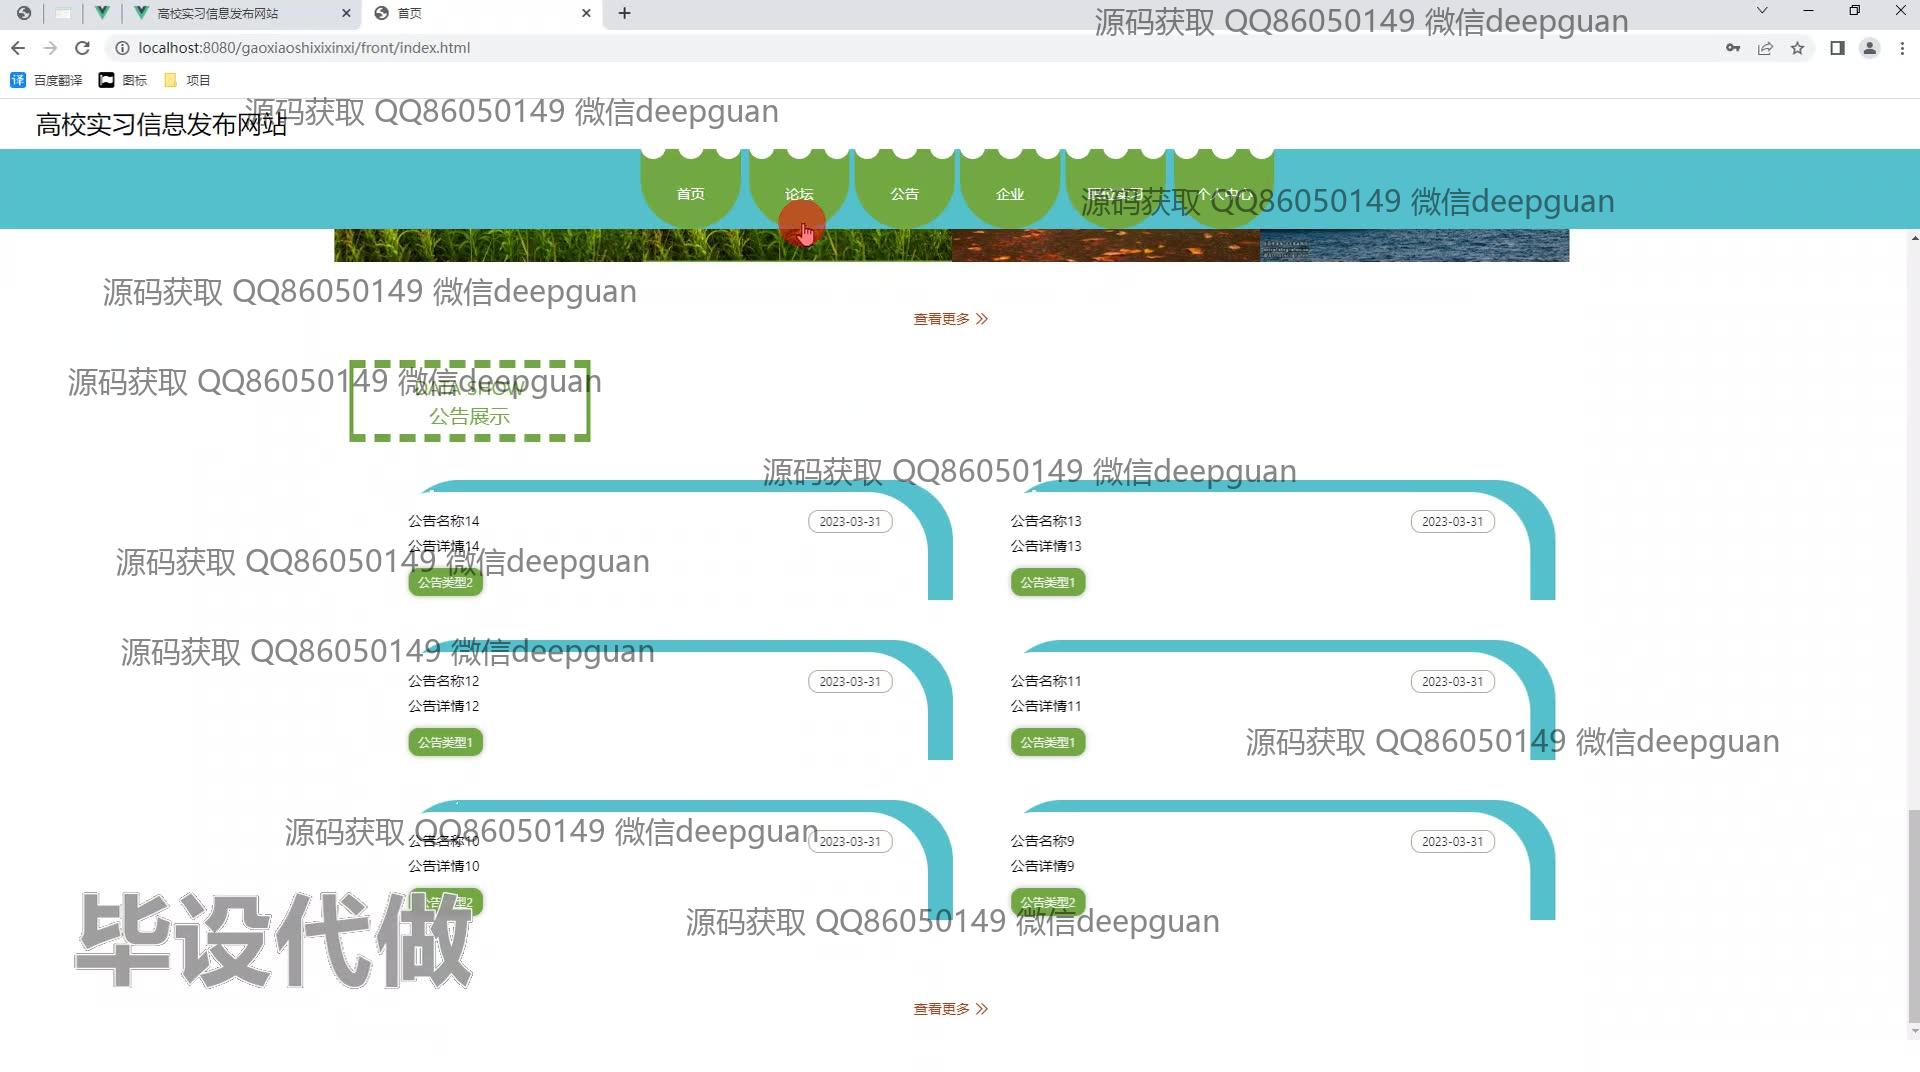 高校实习信息发布网站
首页
源码获取 QQ86050149 微信deepguan
localhost:8080/gaoxiaoshixixinxi/front/index.html
百度翻译
图标
项目
高校实习信息发布网站
源码获取 QQ86050149 微信deepguan
首页
论坛
公告
企业
个人中心
源码获取 QQ86050149 微信deepguan
源码获取 QQ86050149 微信deepguan
查看更多
源码获取 QQ86050149 微信deepguan
DATA SHOW
公告展示
源码获取 QQ86050149 微信deepguan
公告名称14
2023-03-31
公告详情14
公告类型2
公告名称13
2023-03-31
公告详情13
公告类型1
源码获取 QQ86050149 微信deepguan
源码获取 QQ86050149 微信deepguan
公告名称12
2023-03-31
公告详情12
公告类型1
公告名称11
2023-03-31
公告详情11
公告类型1
源码获取 QQ86050149 微信deepguan
源码获取 QQ86050149 微信deepguan
公告名称10
2023-03-31
公告详情10
公告类型2
公告名称9
2023-03-31
公告详情9
公告类型2
毕设代做
源码获取 QQ86050149 微信deepguan
查看更多